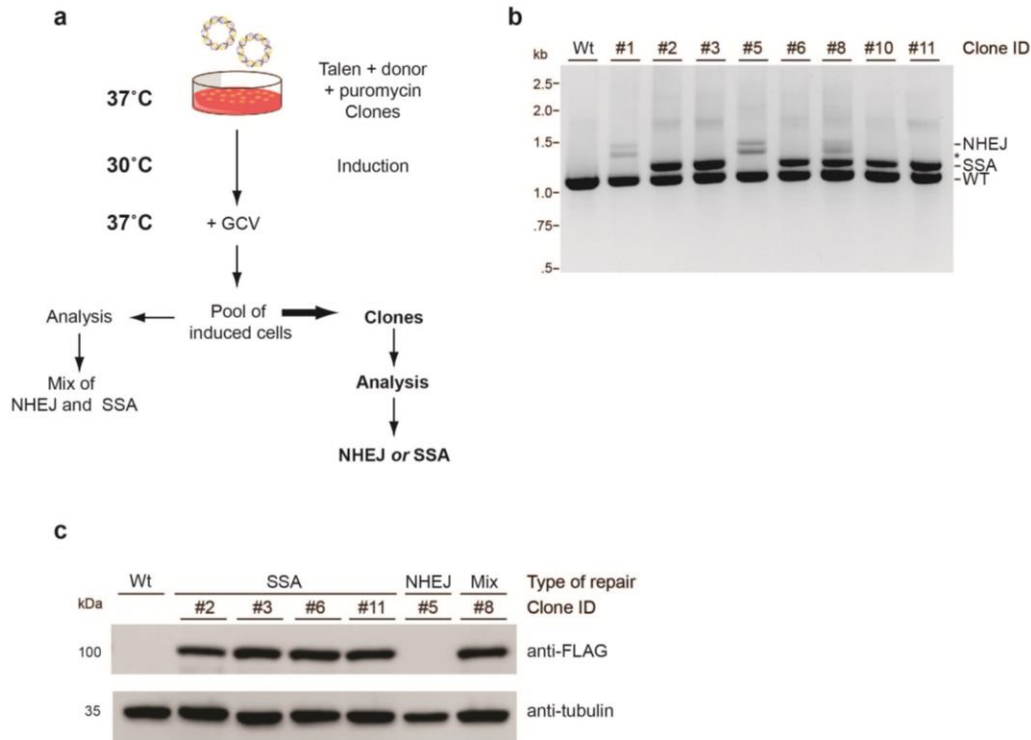 a
37°C
Talen + donor
+ puromycin
Clones
30°C
Induction
37°C
+ GCV
Analysis
Pool of
induced cells
Clones
Mix of
NHEJ and SSA
Analysis
NHEJ or SSA
b
kb
Wt #1 #2 #3 #5 #6 #8 #10 #11 Clone ID
2.5-
2.0-
1.5-
1.0-
.75-
.5-
-NHEJ
*
-SSA
-WT
c
Wt SSA NHEJ Mix Type of repair
kDa #2 #3 #6 #11 #5 #8 Clone ID
100 anti-FLAG
35 anti-tubulin